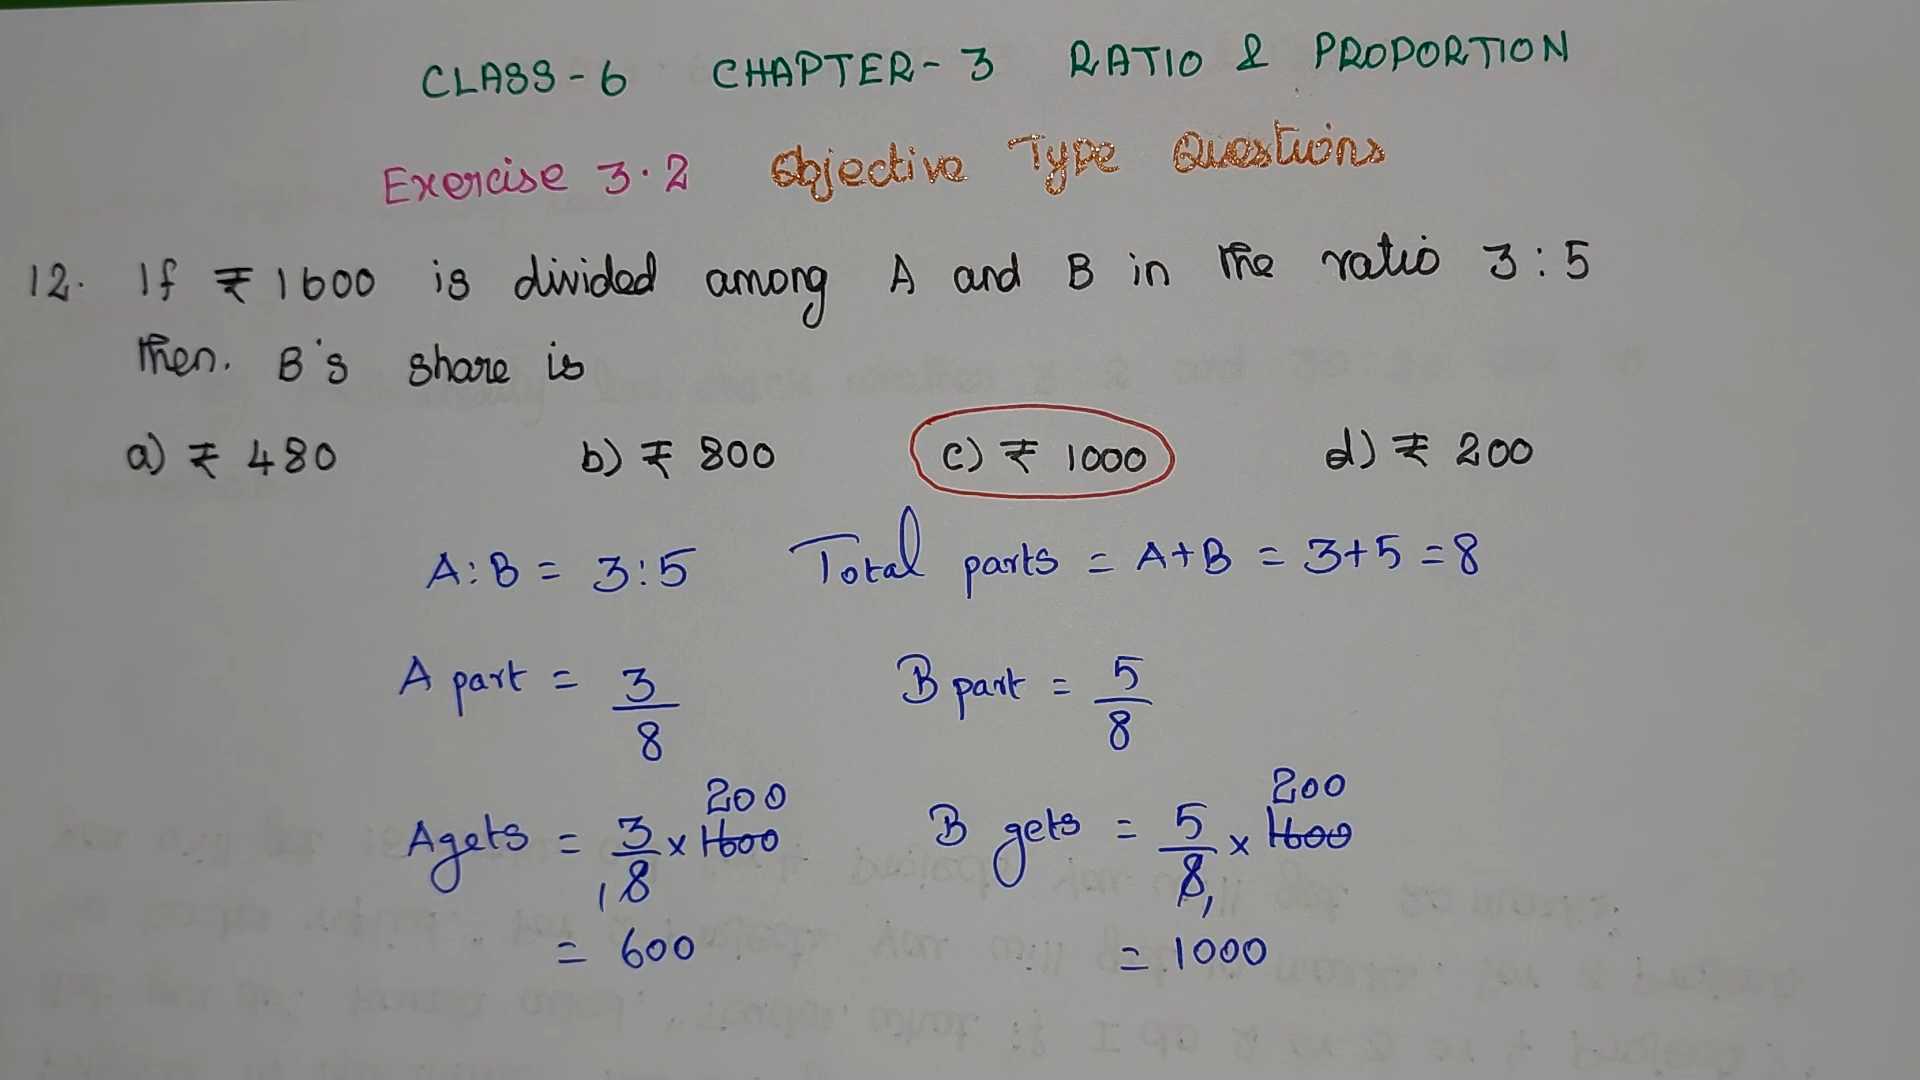 CLASS-6 CHAPTER-3 RATIO & PROPORTION
Exercise 3.2 Objective Type Questions
12. If ₹ 1600 is divided among A and B in the ratio 3:5
then. B's share is
a) ₹ 480 b) ₹ 800 c) ₹ 1000 d) ₹ 200
A:B = 3:5 Total parts = A+B = 3+5 = 8
A part = 3/8 B part = 5/8
200 200
A gets = 3/8 × 1600 B gets = 5/8 × 1600
1 1
= 600 = 1000